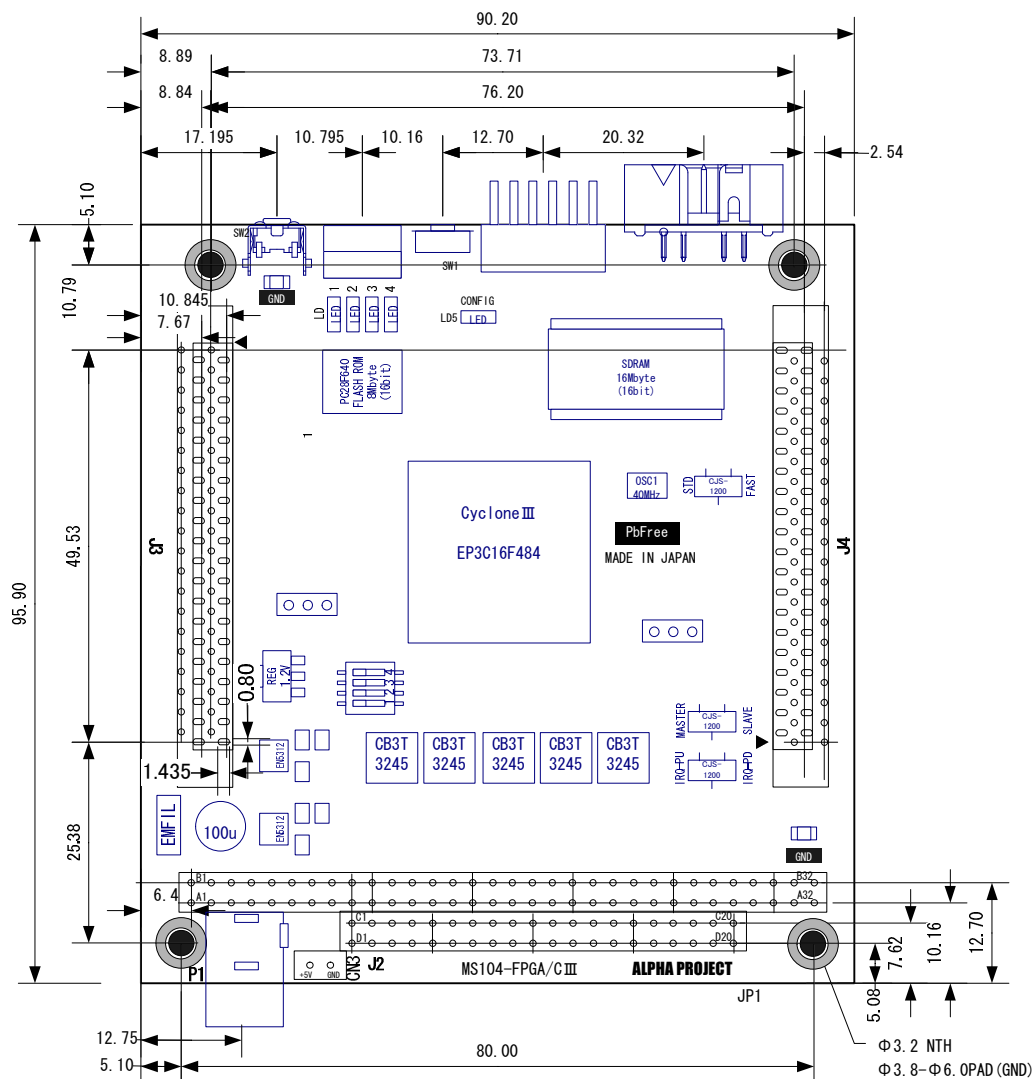 90.20
8.89
73.71
8.84
76.20
17.195
10.795
10.16
12.70
20.32
2.54
5.10
SW2
SW1
10.79
GND
LD
1
2
3
4
LED
LED
LED
LED
CONFIG
LD5
LED
10.845
7.67
PC28F640
FLASH ROM
8Mbyte
(16bit)
SDRAM
16Mbyte
(16bit)
1
OSC1
40MHz
STD
CJS-
1200
FAST
CycloneⅢ
EP3C16F484
PbFree
MADE IN JAPAN
J3
J4
49.53
95.90
REG
1.2V
0.80
1 2 3 4
MASTER
CJS-
1200
SLAVE
EN5312
CB3T
3245
CB3T
3245
CB3T
3245
CB3T
3245
CB3T
3245
IRQ-PU
CJS-
1200
IRQ-PD
1.435
EMFIL
100u
EN5312
25.38
GND
B1
B32
A1
A32
6.4
C1
C20
D1
D20
P1
+5V
GND
CN3
J2
MS104-FPGA/CⅢ
ALPHA PROJECT
JP1
5.08
7.62
10.16
12.70
12.75
5.10
80.00
Φ3.2 NTH
Φ3.8-Φ6.0PAD(GND)